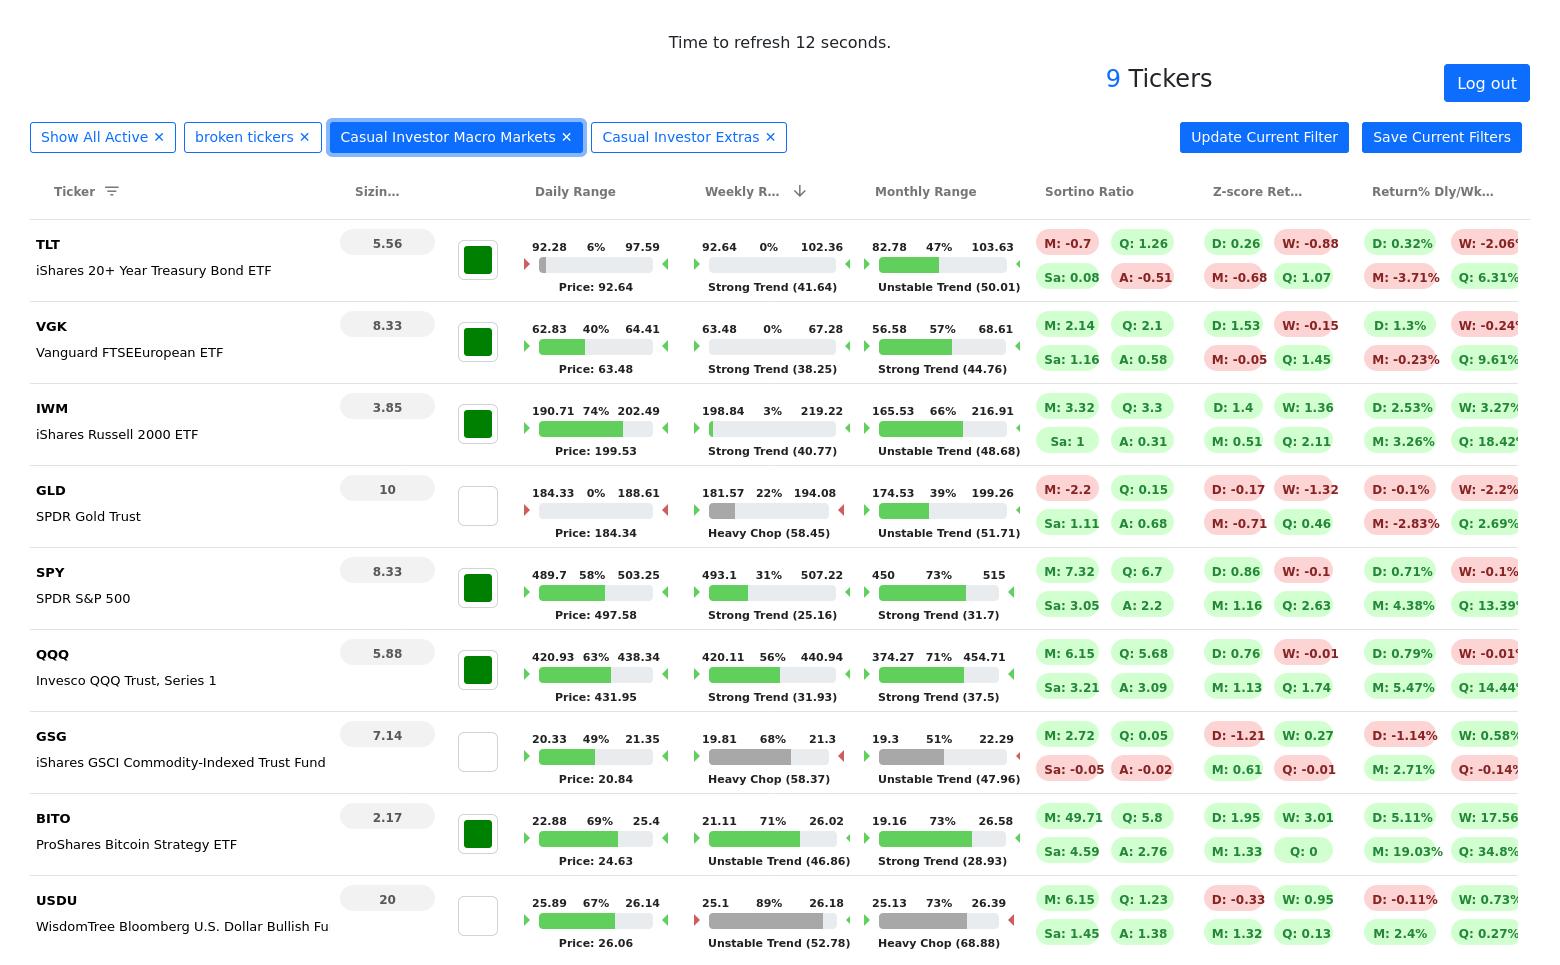 Time to refresh 12 seconds.
9 Tickers
Log out
Show All Active ✕ broken tickers ✕ Casual Investor Macro Markets ✕ Casual Investor Extras ✕ Update Current Filter Save Current Filters
Ticker Sizin... Daily Range Weekly R... Monthly Range Sortino Ratio Z-score Ret... Return% Dly/Wk...
TLT 5.56 92.28 6% 97.59 92.64 0% 102.36 82.78 47% 103.63 M: -0.7 Q: 1.26 D: 0.26 W: -0.88 D: 0.32% W: -2.06%
iShares 20+ Year Treasury Bond ETF Sa: 0.08 A: -0.51 M: -0.68 Q: 1.07 M: -3.71% Q: 6.31%
Price: 92.64 Strong Trend (41.64) Unstable Trend (50.01)
VGK 8.33 62.83 40% 64.41 63.48 0% 67.28 56.58 57% 68.61 M: 2.14 Q: 2.1 D: 1.53 W: -0.15 D: 1.3% W: -0.24%
Vanguard FTSEEuropean ETF Sa: 1.16 A: 0.58 M: -0.05 Q: 1.45 M: -0.23% Q: 9.61%
Price: 63.48 Strong Trend (38.25) Strong Trend (44.76)
IWM 3.85 190.71 74% 202.49 198.84 3% 219.22 165.53 66% 216.91 M: 3.32 Q: 3.3 D: 1.4 W: 1.36 D: 2.53% W: 3.27%
iShares Russell 2000 ETF Sa: 1 A: 0.31 M: 0.51 Q: 2.11 M: 3.26% Q: 18.42%
Price: 199.53 Strong Trend (40.77) Unstable Trend (48.68)
GLD 10 184.33 0% 188.61 181.57 22% 194.08 174.53 39% 199.26 M: -2.2 Q: 0.15 D: -0.17 W: -1.32 D: -0.1% W: -2.2%
SPDR Gold Trust Sa: 1.11 A: 0.68 M: -0.71 Q: 0.46 M: -2.83% Q: 2.69%
Price: 184.34 Heavy Chop (58.45) Unstable Trend (51.71)
SPY 8.33 489.7 58% 503.25 493.1 31% 507.22 450 73% 515 M: 7.32 Q: 6.7 D: 0.86 W: -0.1 D: 0.71% W: -0.1%
SPDR S&P 500 Sa: 3.05 A: 2.2 M: 1.16 Q: 2.63 M: 4.38% Q: 13.39%
Price: 497.58 Strong Trend (25.16) Strong Trend (31.7)
QQQ 5.88 420.93 63% 438.34 420.11 56% 440.94 374.27 71% 454.71 M: 6.15 Q: 5.68 D: 0.76 W: -0.01 D: 0.79% W: -0.01%
Invesco QQQ Trust, Series 1 Sa: 3.21 A: 3.09 M: 1.13 Q: 1.74 M: 5.47% Q: 14.44%
Price: 431.95 Strong Trend (31.93) Strong Trend (37.5)
GSG 7.14 20.33 49% 21.35 19.81 68% 21.3 19.3 51% 22.29 M: 2.72 Q: 0.05 D: -1.21 W: 0.27 D: -1.14% W: 0.58%
iShares GSCI Commodity-Indexed Trust Fund Sa: -0.05 A: -0.02 M: 0.61 Q: -0.01 M: 2.71% Q: -0.14%
Price: 20.84 Heavy Chop (58.37) Unstable Trend (47.96)
BITO 2.17 22.88 69% 25.4 21.11 71% 26.02 19.16 73% 26.58 M: 49.71 Q: 5.8 D: 1.95 W: 3.01 D: 5.11% W: 17.56
ProShares Bitcoin Strategy ETF Sa: 4.59 A: 2.76 M: 1.33 Q: 0 M: 19.03% Q: 34.8%
Price: 24.63 Unstable Trend (46.86) Strong Trend (28.93)
USDU 20 25.89 67% 26.14 25.1 89% 26.18 25.13 73% 26.39 M: 6.15 Q: 1.23 D: -0.33 W: 0.95 D: -0.11% W: 0.73%
WisdomTree Bloomberg U.S. Dollar Bullish Fu Sa: 1.45 A: 1.38 M: 1.32 Q: 0.13 M: 2.4% Q: 0.27%
Price: 26.06 Unstable Trend (52.78) Heavy Chop (68.88)